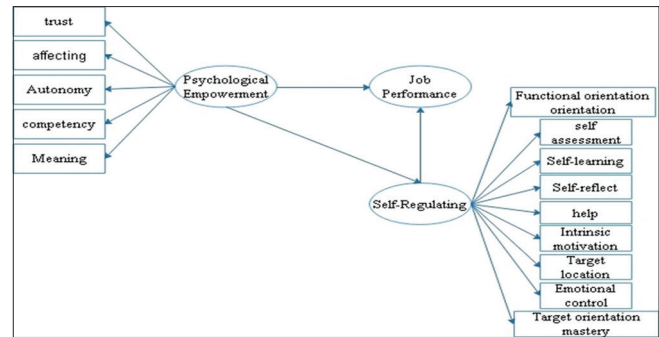 trust
affecting
Autonomy
competency
Meaning
Psychological
Empowerment
Job
Performance
Self-Regulating
Functional orientation
orientation
self
assessment
Self-learning
Self-reflect
help
Intrinsic
motivation
Target
location
Emotional
control
Target orientation
mastery